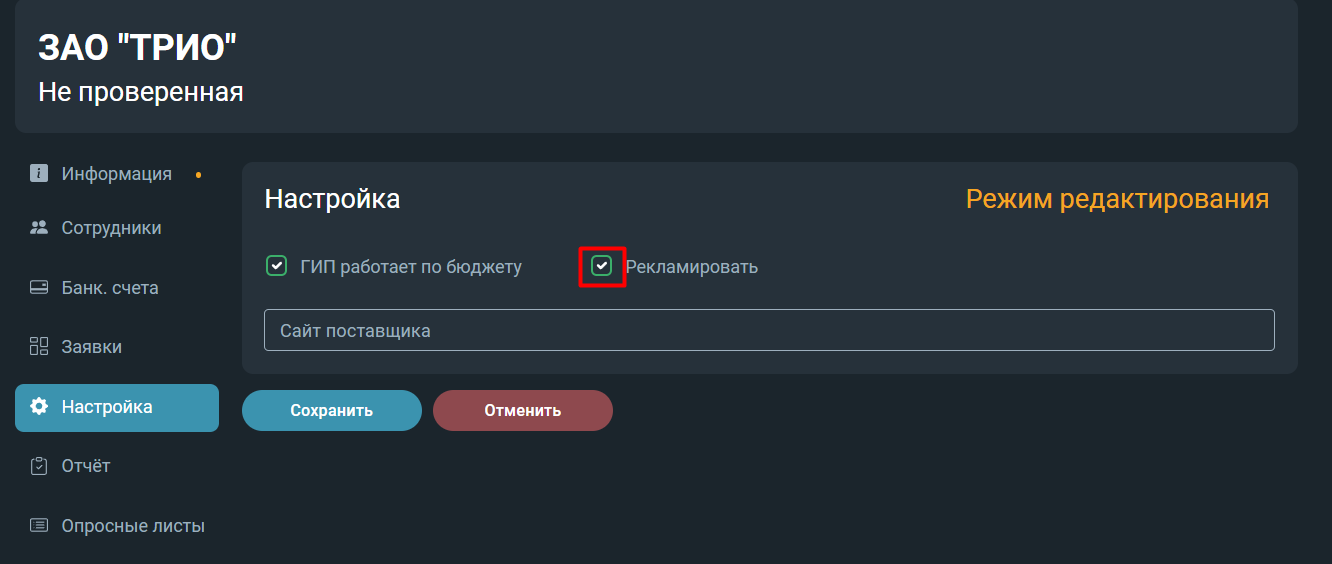 ЗАО "ТРИО"
Не проверенная
Информация
Сотрудники
Банк. счета
Заявки
Настройка
Отчёт
Опросные листы
Настройка
Режим редактирования
ГИП работает по бюджету
Рекламировать
Сайт поставщика
Сохранить
Отменить